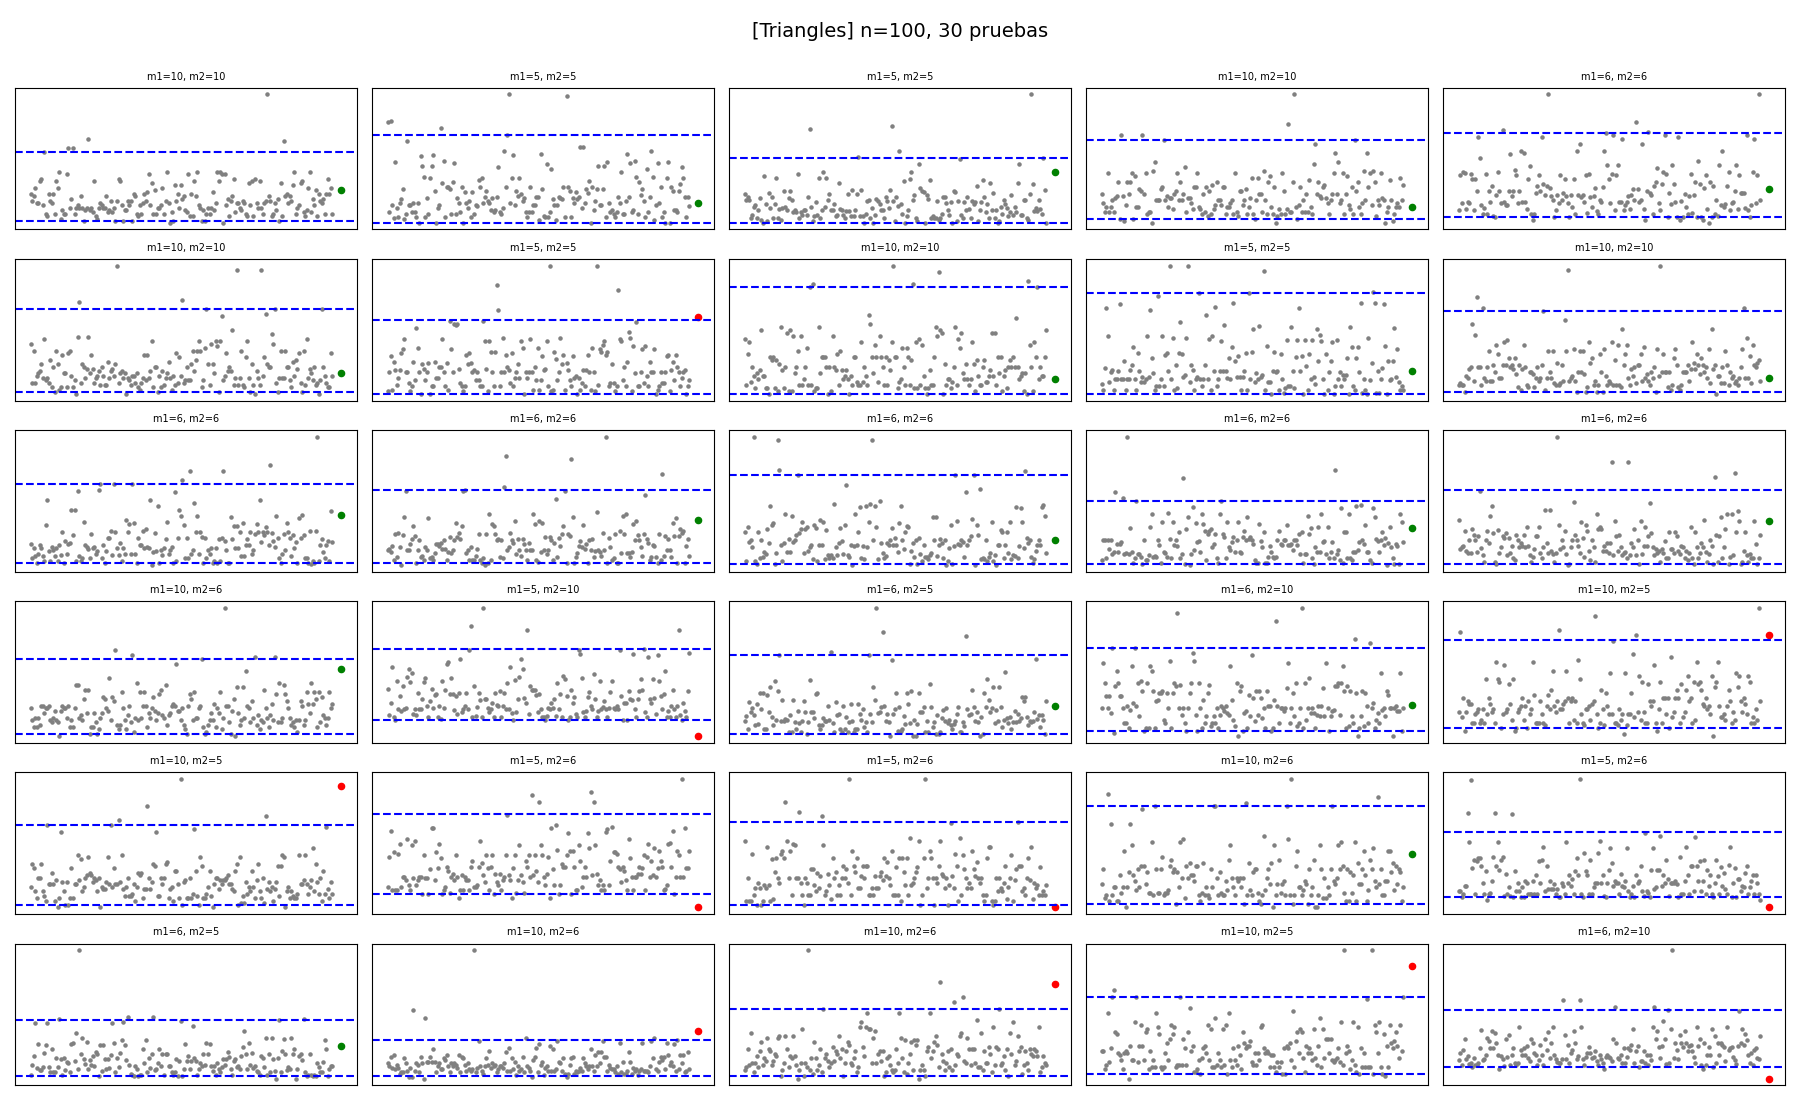 [Triangles] n=100, 30 pruebas
m1=10, m2=10
m1=5, m2=5
m1=5, m2=5
m1=10, m2=10
m1=6, m2=6
m1=10, m2=10
m1=5, m2=5
m1=10, m2=10
m1=5, m2=5
m1=10, m2=10
m1=6, m2=6
m1=6, m2=6
m1=6, m2=6
m1=6, m2=6
m1=6, m2=6
m1=10, m2=6
m1=5, m2=10
m1=6, m2=5
m1=6, m2=10
m1=10, m2=5
m1=10, m2=5
m1=5, m2=6
m1=5, m2=6
m1=10, m2=6
m1=5, m2=6
m1=6, m2=5
m1=10, m2=6
m1=10, m2=6
m1=10, m2=5
m1=6, m2=10